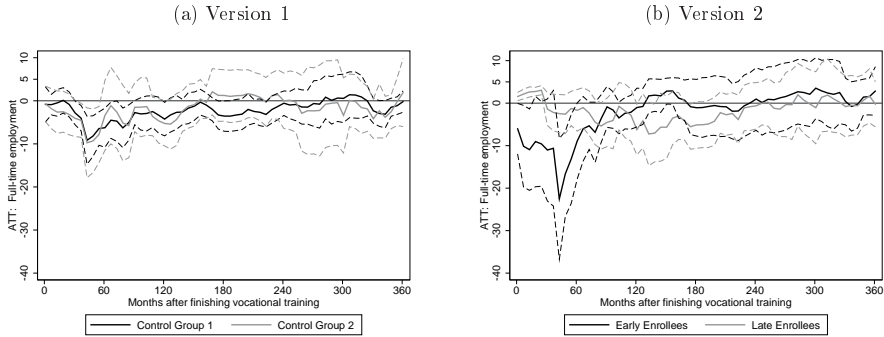 (a) Version 1
ATT: Full-time employment
10
5
0
-10
-20
-30
-40
0 60 120 180 240 300 360
Months after finishing vocational training
Control Group 1 Control Group 2
(b) Version 2
ATT: Full-time employment
10
5
0
-10
-20
-30
-40
0 60 120 180 240 300 360
Months after finishing vocational training
Early Enrollees Late Enrollees